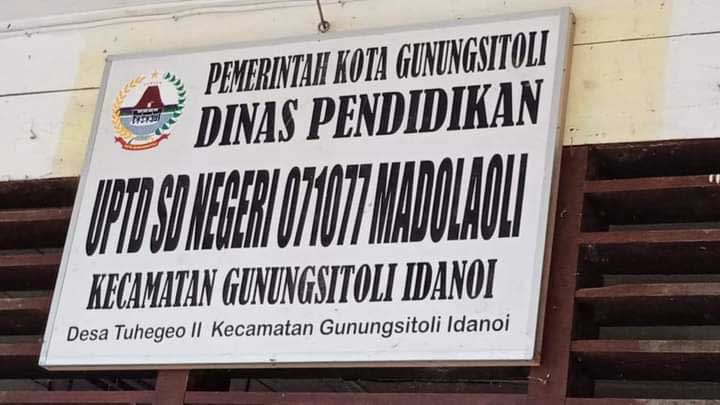 PEMERINTAH KOTA GUNUNGSITOLI
DINAS PENDIDIKAN
UPTD SD NEGERI 071077 MADOLAOLI
KECAMATAN GUNUNGSITOLI IDANOI
Desa Tuhegeo II Kecamatan Gunungsitoli Idanoi